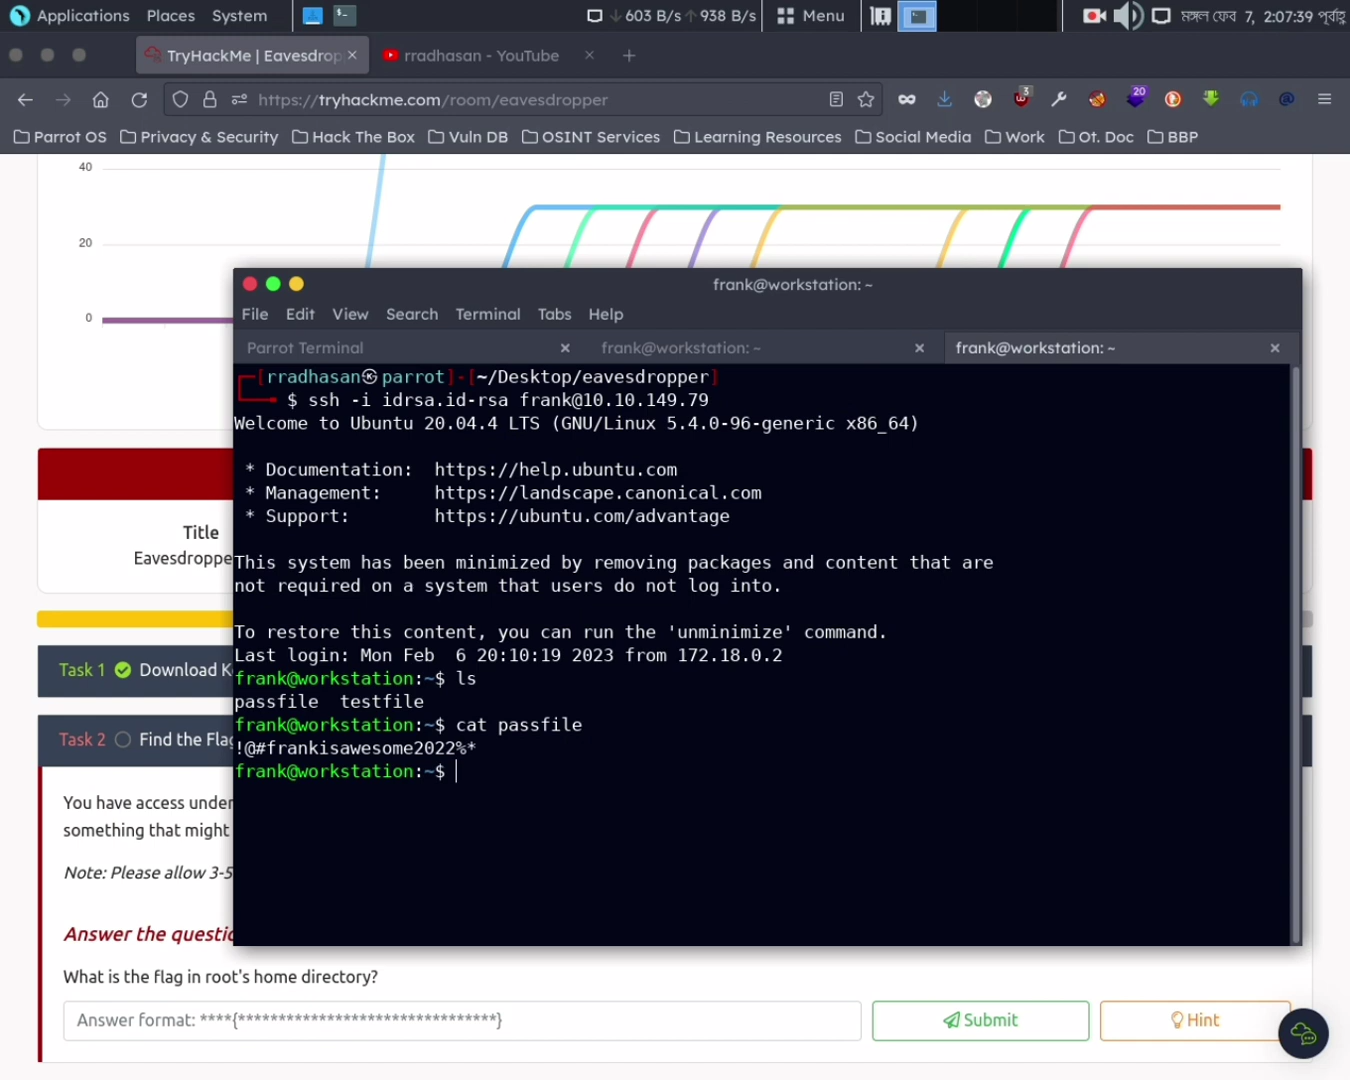 Applications Places System 603 B/s 938 B/s Menu মঙ্গল ফেব 7, 2:07:39 পূর্বাহ্ণ
TryHackMe | Eavesdrop rradhasan - YouTube
https://tryhackme.com/room/eavesdropper 3 20
Parrot OS Privacy & Security Hack The Box Vuln DB OSINT Services Learning Resources Social Media Work Ot. Doc BBP
40
20
0
frank@workstation: ~
File Edit View Search Terminal Tabs Help
Parrot Terminal frank@workstation: ~ frank@workstation: ~
[rradhasan㉿parrot]-[~/Desktop/eavesdropper]
$ ssh -i idrsa.id-rsa frank@10.10.149.79
Welcome to Ubuntu 20.04.4 LTS (GNU/Linux 5.4.0-96-generic x86_64)
* Documentation: https://help.ubuntu.com
* Management: https://landscape.canonical.com
* Support: https://ubuntu.com/advantage
This system has been minimized by removing packages and content that are
not required on a system that users do not log into.
To restore this content, you can run the 'unminimize' command.
Last login: Mon Feb 6 20:10:19 2023 from 172.18.0.2
frank@workstation:~$ ls
passfile testfile
frank@workstation:~$ cat passfile
!@#frankisawesome2022%*
frank@workstation:~$
Title
Eavesdroppe
Task 1 Download K
Task 2 Find the Fla
You have access under
something that might
Note: Please allow 3-5
Answer the questio
What is the flag in root's home directory?
Answer format: ****{********************************} Submit Hint